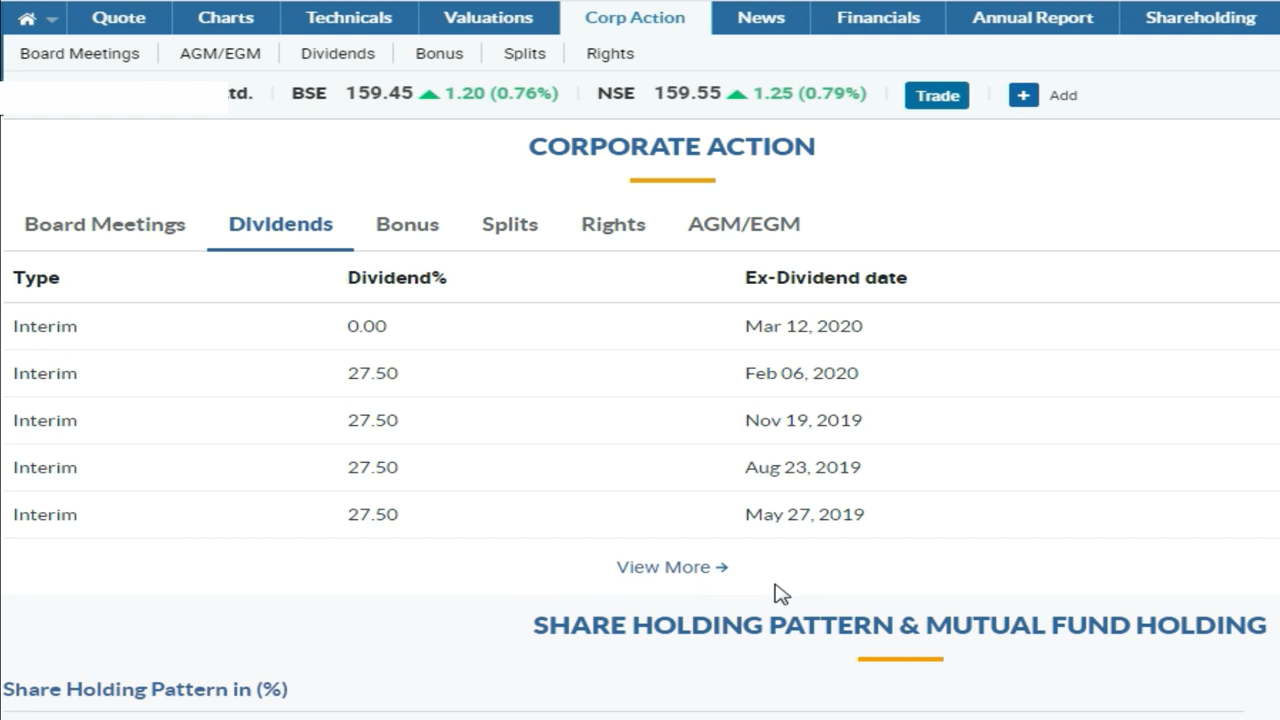 Quote Charts Technicals Valuations Corp Action News Financials Annual Report Shareholding
Board Meetings AGM/EGM Dividends Bonus Splits Rights
td. BSE 159.45 1.20 (0.76%) NSE 159.55 1.25 (0.79%) Trade + Add
CORPORATE ACTION
Board Meetings Dividends Bonus Splits Rights AGM/EGM
Type Dividend% Ex-Dividend date
Interim 0.00 Mar 12, 2020
Interim 27.50 Feb 06, 2020
Interim 27.50 Nov 19, 2019
Interim 27.50 Aug 23, 2019
Interim 27.50 May 27, 2019
View More →
SHARE HOLDING PATTERN & MUTUAL FUND HOLDING
Share Holding Pattern in (%)